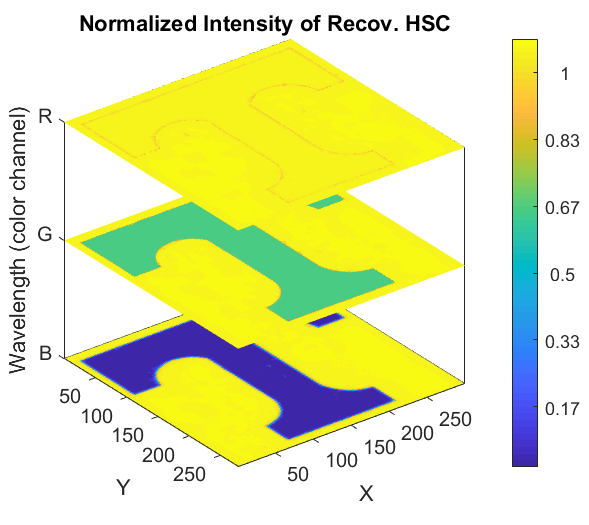 Normalized Intensity of Recov. HSC
Wavelength (color channel)
R
G
B
50
100
150
200
250
Y
50
100
150
200
250
X
1
0.83
0.67
0.5
0.33
0.17